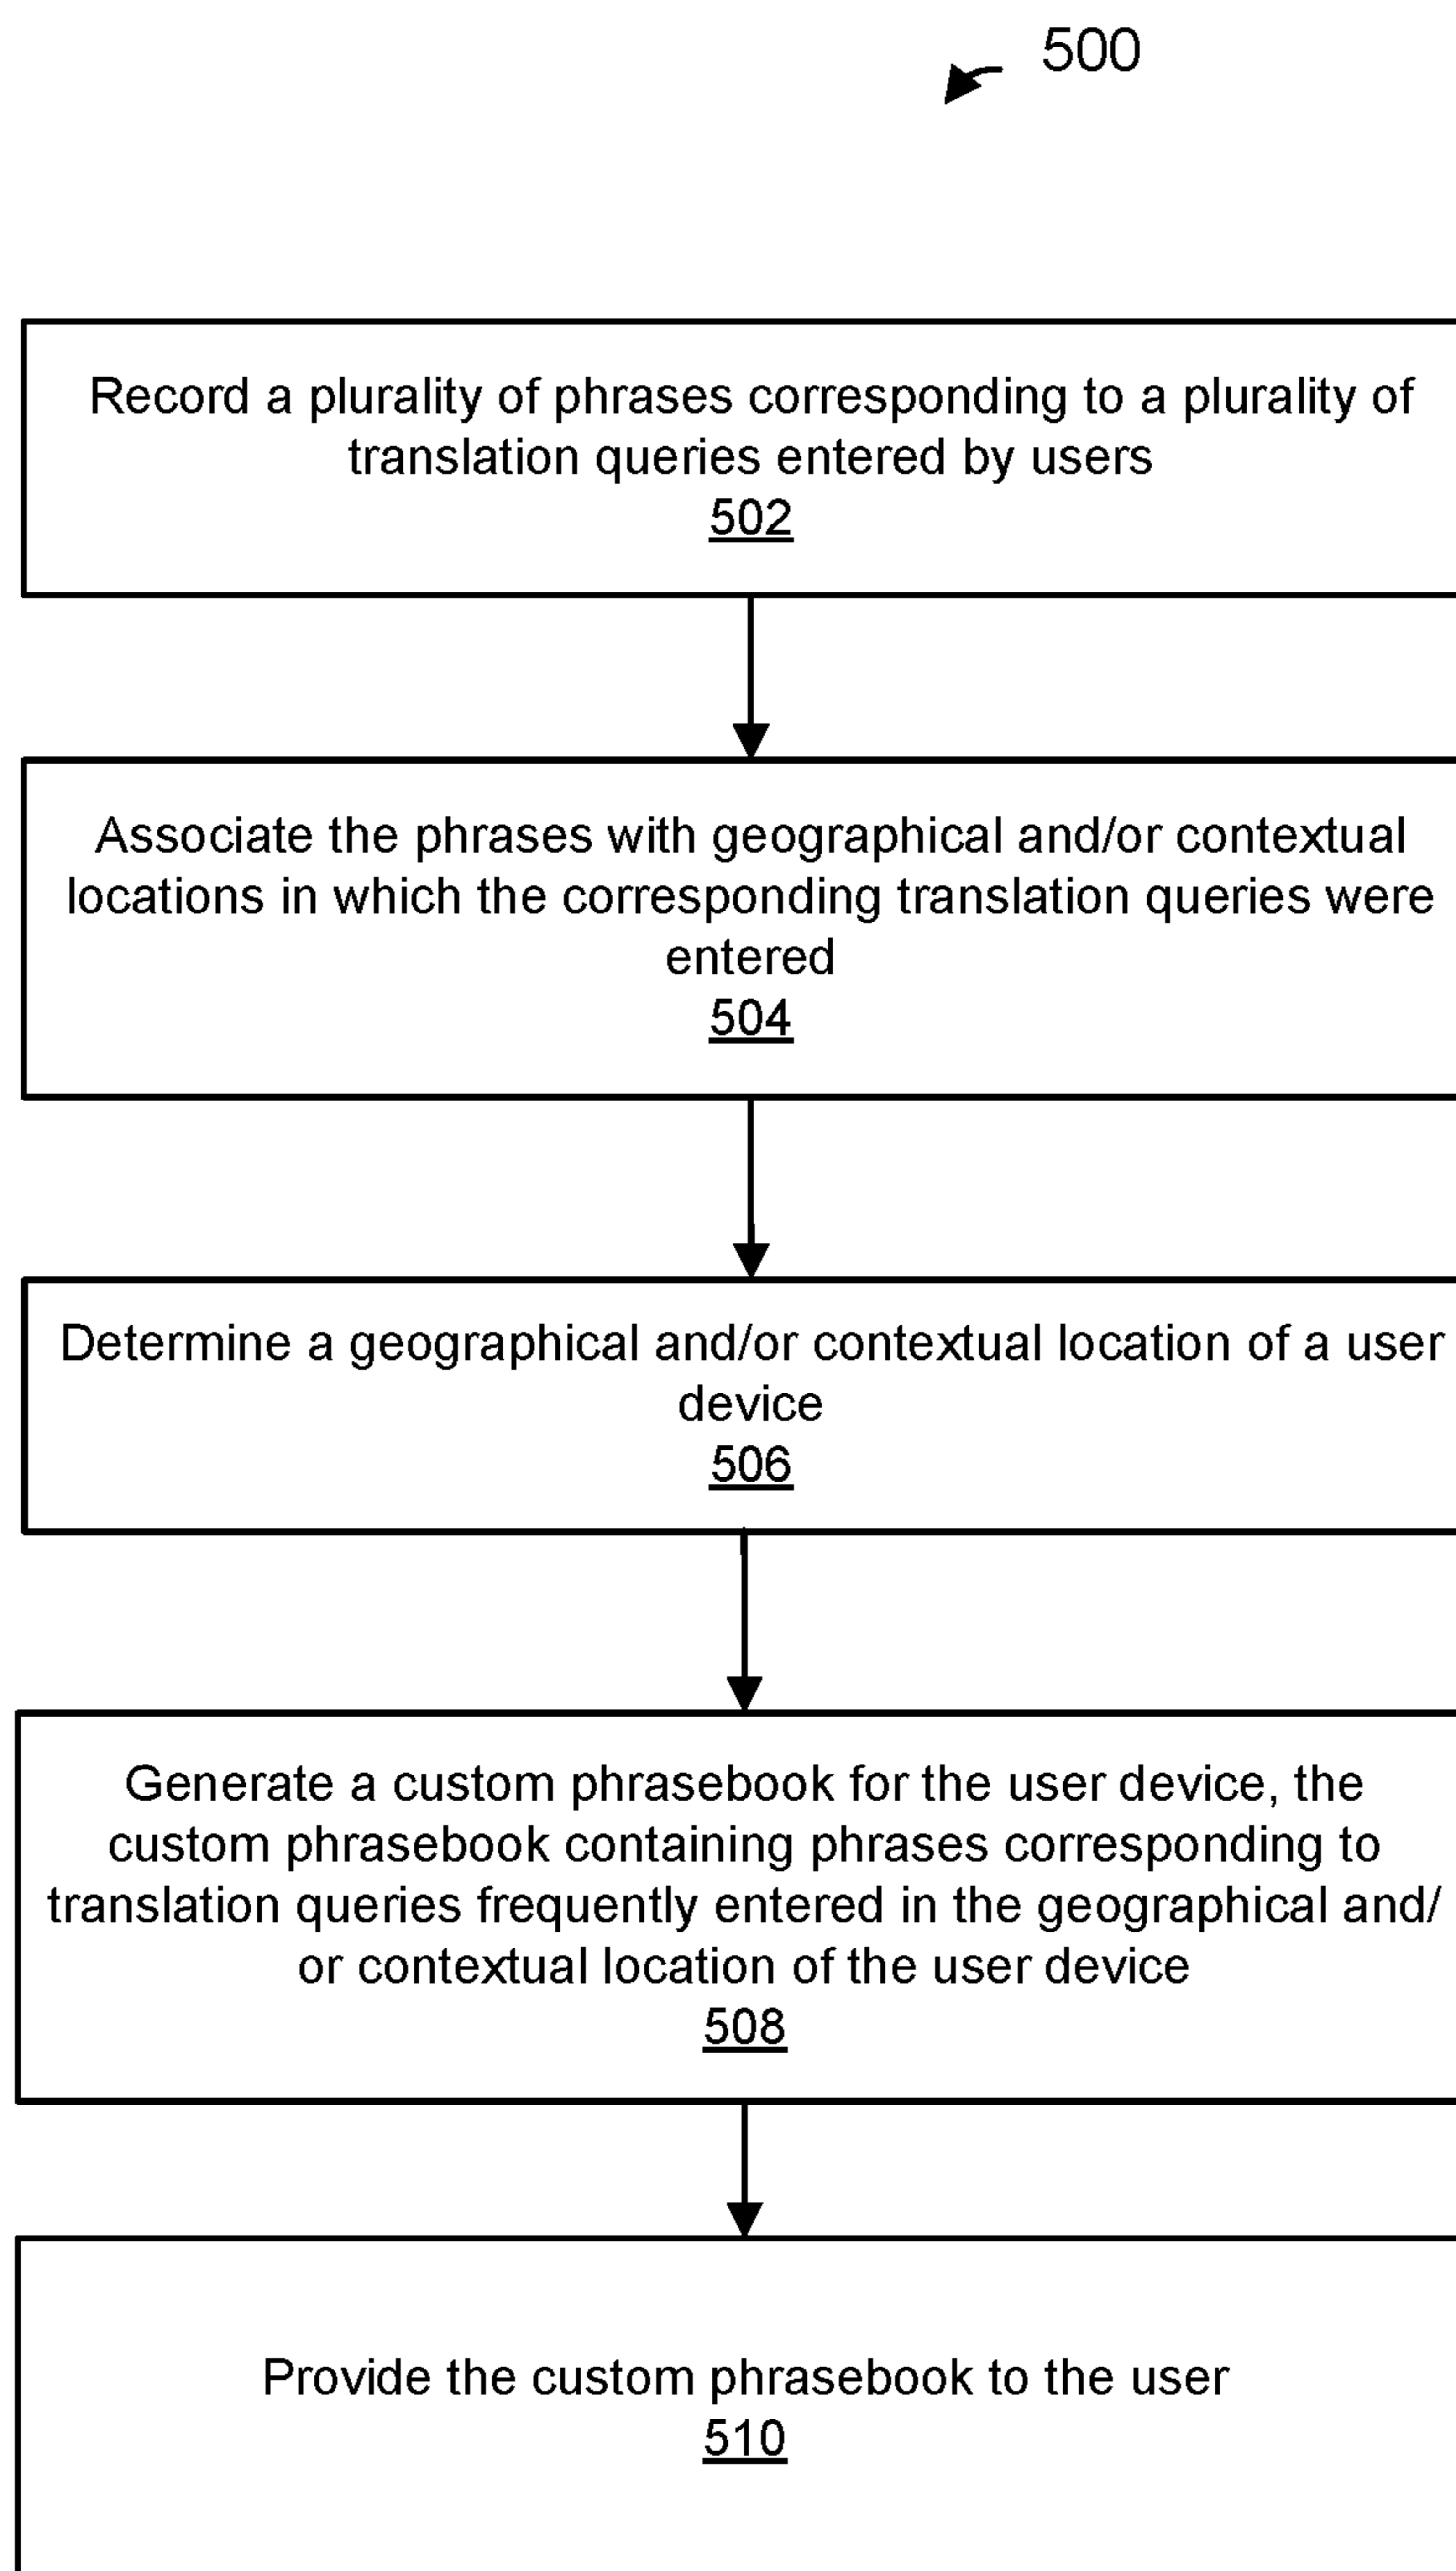 500
Record a plurality of phrases corresponding to a plurality of
translation queries entered by users
502
Associate the phrases with geographical and/or contextual
locations in which the corresponding translation queries were
entered
504
Determine a geographical and/or contextual location of a user
device
506
Generate a custom phrasebook for the user device, the
custom phrasebook containing phrases corresponding to
translation queries frequently entered in the geographical and/
or contextual location of the user device
508
Provide the custom phrasebook to the user
510